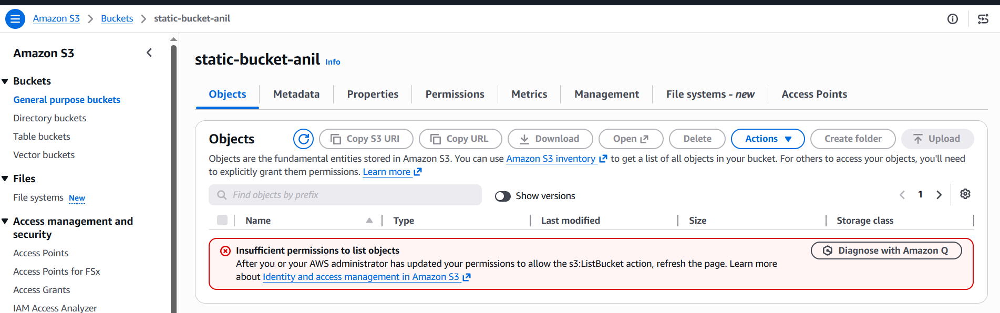 Amazon S3 > Buckets > static-bucket-anil
Amazon S3
Buckets
General purpose buckets
Directory buckets
Table buckets
Vector buckets
Files
File systems New
Access management and
security
Access Points
Access Points for FSx
Access Grants
IAM Access Analyzer
static-bucket-anil Info
Objects Metadata Properties Permissions Metrics Management File systems - new Access Points
Objects Copy S3 URI Copy URL Download Open Delete Actions Create folder Upload
Objects are the fundamental entities stored in Amazon S3. You can use Amazon S3 inventory to get a list of all objects in your bucket. For others to access your objects, you'll need
to explicitly grant them permissions. Learn more
Find objects by prefix Show versions 1
Name Type Last modified Size Storage class
Insufficient permissions to list objects Diagnose with Amazon Q
After you or your AWS administrator has updated your permissions to allow the s3:ListBucket action, refresh the page. Learn more
about Identity and access management in Amazon S3